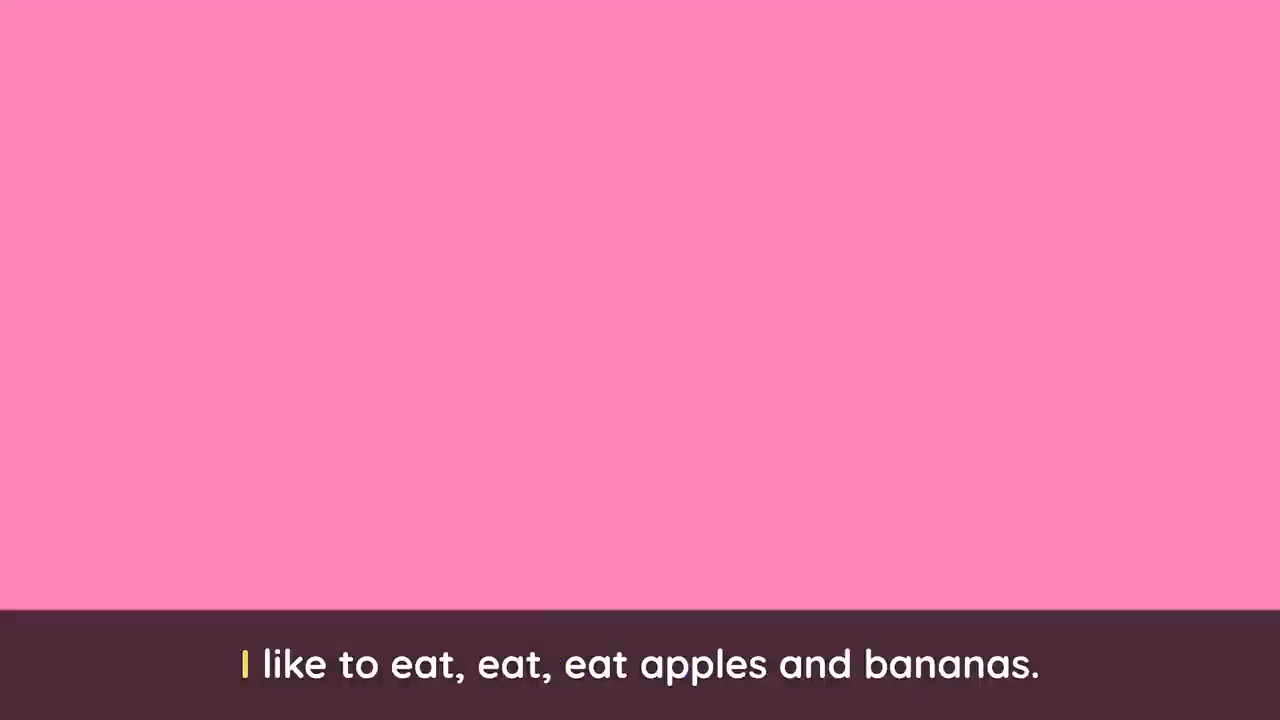 I like to eat, eat, eat apples and bananas.